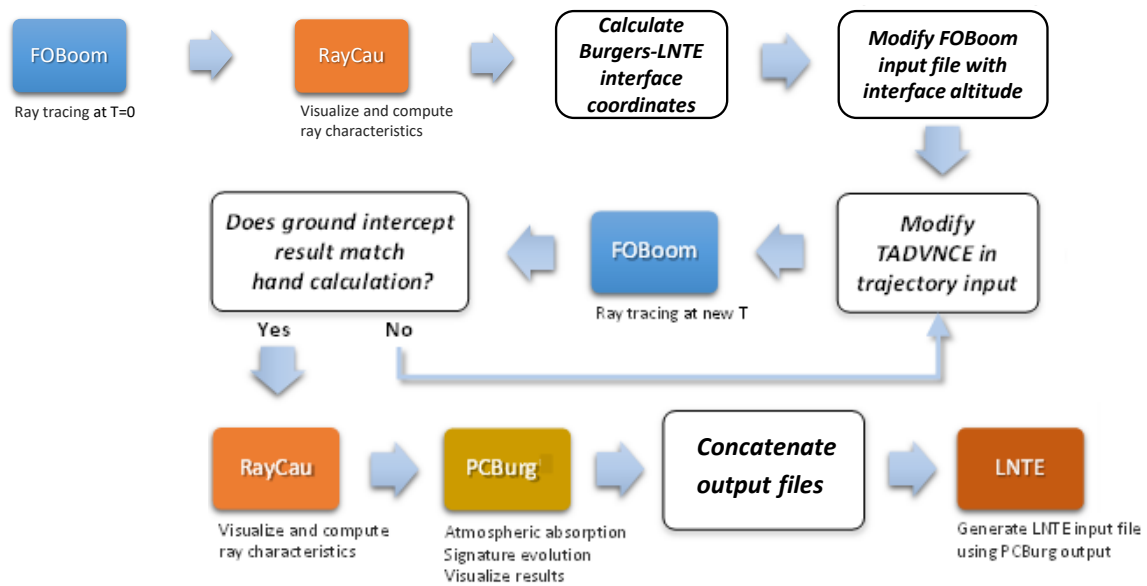 FOBoom
Ray tracing at T=0
RayCau
Visualize and compute
ray characteristics
Calculate
Burgers-LNTE
interface
coordinates
Modify FOBoom
input file with
interface altitude
Modify
TADVNCE in
trajectory input
FOBoom
Ray tracing at new T
Does ground intercept
result match
hand calculation?
Yes
No
RayCau
Visualize and compute
ray characteristics
PCBurg
Atmospheric absorption
Signature evolution
Visualize results
Concatenate
output files
LNTE
Generate LNTE input file
using PCBurg output